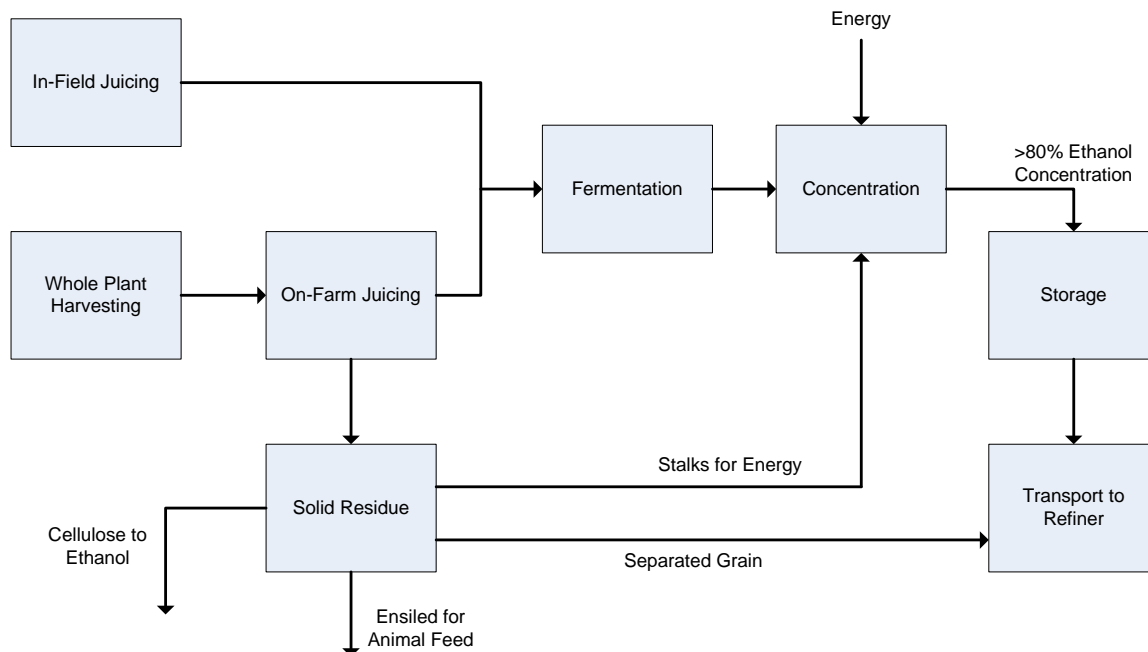 Energy
In-Field Juicing
>80% Ethanol
Concentration
Fermentation
Concentration
Whole Plant
Harvesting
On-Farm Juicing
Storage
Stalks for Energy
Solid Residue
Transport to
Refiner
Cellulose to
Ethanol
Separated Grain
Ensiled for
Animal Feed